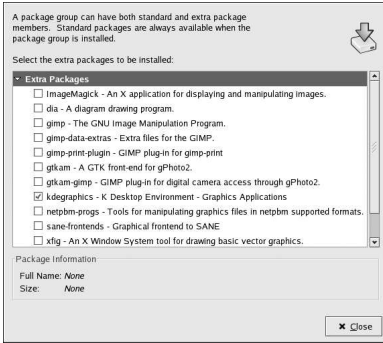 A package group can have both standard and extra package
members. Standard packages are always available when the
package group is installed.
Select the extra packages to be installed:
Extra Packages
ImageMagick - An X application for displaying and manipulating images.
dia - A diagram drawing program.
gimp - The GNU Image Manipulation Program.
gimp-data-extras - Extra files for the GIMP.
gimp-print-plugin - GIMP plug-in for gimp-print
gtkam - A GTK front-end for gPhoto2.
gtkam-gimp - GIMP plug-in for digital camera access through gPhoto2.
kdegraphics - K Desktop Environment - Graphics Applications
netpbm-progs - Tools for manipulating graphics files in netpbm supported formats.
sane-frontends - Graphical frontend to SANE
xfig - An X Window System tool for drawing basic vector graphics.
Package Information
Full Name: None
Size: None
Close